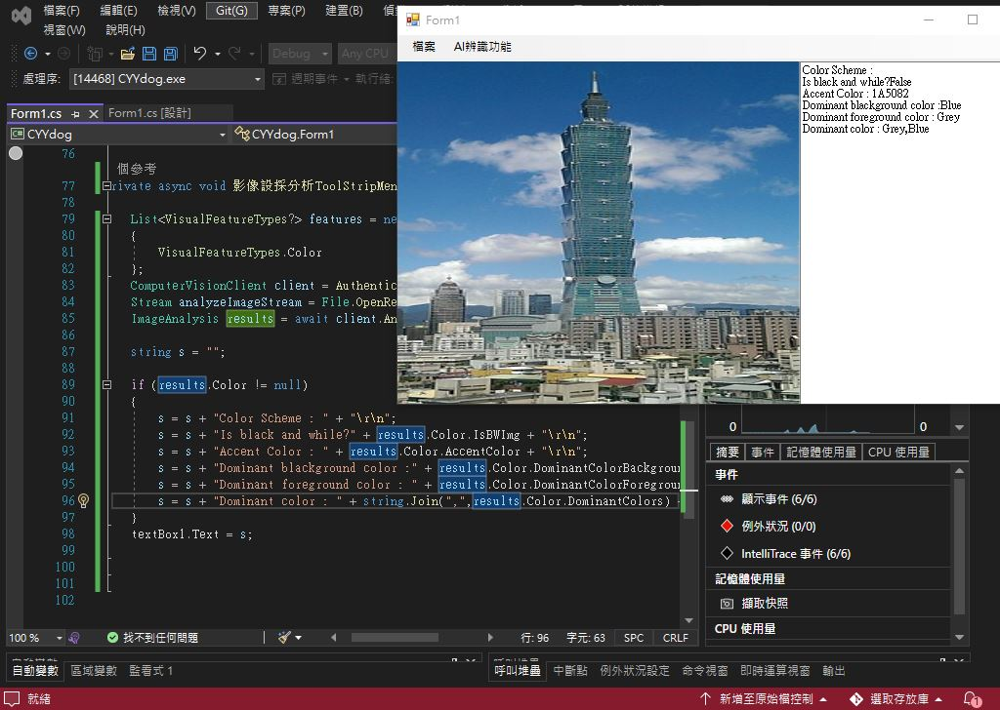 檔案(F) 編輯(E) 檢視(V) Git(G) 專案(P) 建置(B)
視窗(W) 說明(H)
Debug Any CPU
處理序: [14468] CYYdog.exe 週期事件 執行緒:
Form1.cs Form1.cs [設計]
CYYdog CYYdog.Form1
76
個參考
77 rivate async void 影像設採分析ToolStripMen
78
79 List<VisualFeatureTypes?> features = ne
80 {
81 VisualFeatureTypes.Color
82 };
83 ComputerVisionClient client = Authentic
84 Stream analyzeImageStream = File.OpenRe
85 ImageAnalysis results = await client.An
86
87 string s = "";
88
89 if (results.Color != null)
90 {
91 s = s + "Color Scheme : " + "\r\n";
92 s = s + "Is black and while?" + results.Color.IsBWImg + "\r\n";
93 s = s + "Accent Color : " + results.Color.AccentColor + "\r\n";
94 s = s + "Dominant blackground color :" + results.Color.DominantColorBackgroun
95 s = s + "Dominant foreground color : " + results.Color.DominantColorForegroun
96 s = s + "Dominant color : " + string.Join(",",results.Color.DominantColors)
97 }
98 textBox1.Text = s;
99
100
101
102
100 % 找不到任何問題 行: 96 字元: 63 SPC CRLF
自動變數 區域變數 監看式 1
Form1
檔案 AI辨識功能
Color Scheme :
Is black and while?False
Accent Color : 1A5082
Dominant blackground color :Blue
Dominant foreground color : Grey
Dominant color : Grey,Blue
0 0
摘要 事件 記憶體使用量 CPU 使用量
事件
顯示事件 (6/6)
例外狀況 (0/0)
IntelliTrace 事件 (6/6)
記憶體使用量
擷取快照
CPU 使用量
呼叫堆疊 中斷點 例外狀況設定 命令視窗 即時運算視窗 輸出
就緒 新增至原始檔控制 選取存放庫 1